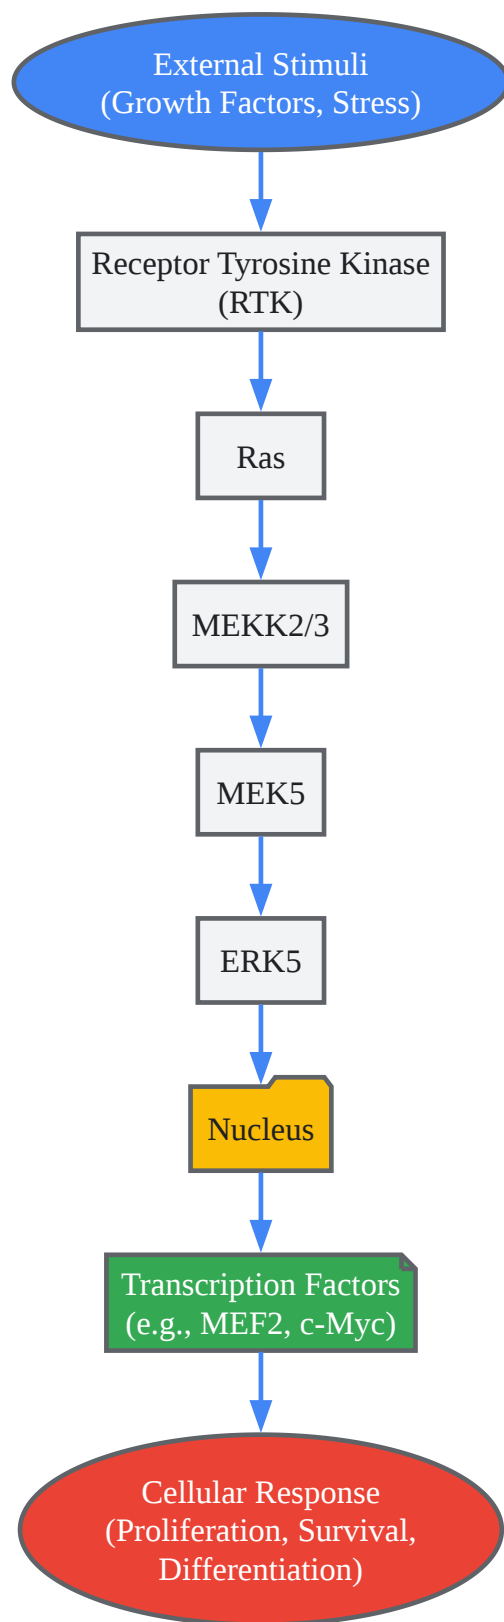 External Stimuli
(Growth Factors, Stress)
Receptor Tyrosine Kinase
(RTK)
Ras
MEKK2/3
MEK5
ERK5
Nucleus
Transcription Factors
(e.g., MEF2, c-Myc)
Cellular Response
(Proliferation, Survival,
Differentiation)